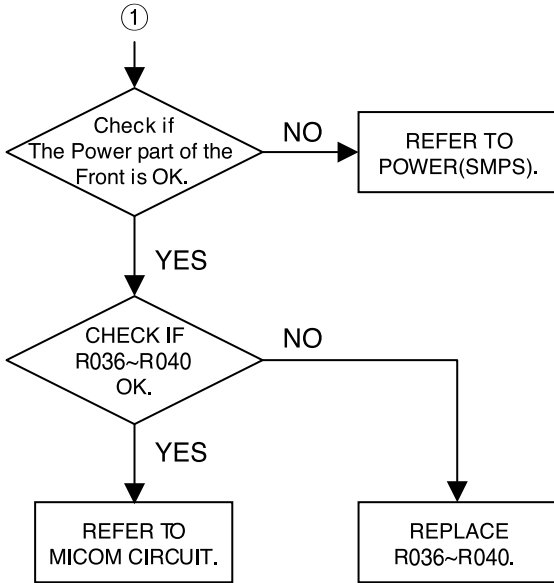 ①
Check if
The Power part of the
Front is OK.
NO
REFER TO
POWER(SMPS).
YES
CHECK IF
R036~R040
OK.
NO
YES
REFER TO
MICOM CIRCUIT.
REPLACE
R036~R040.